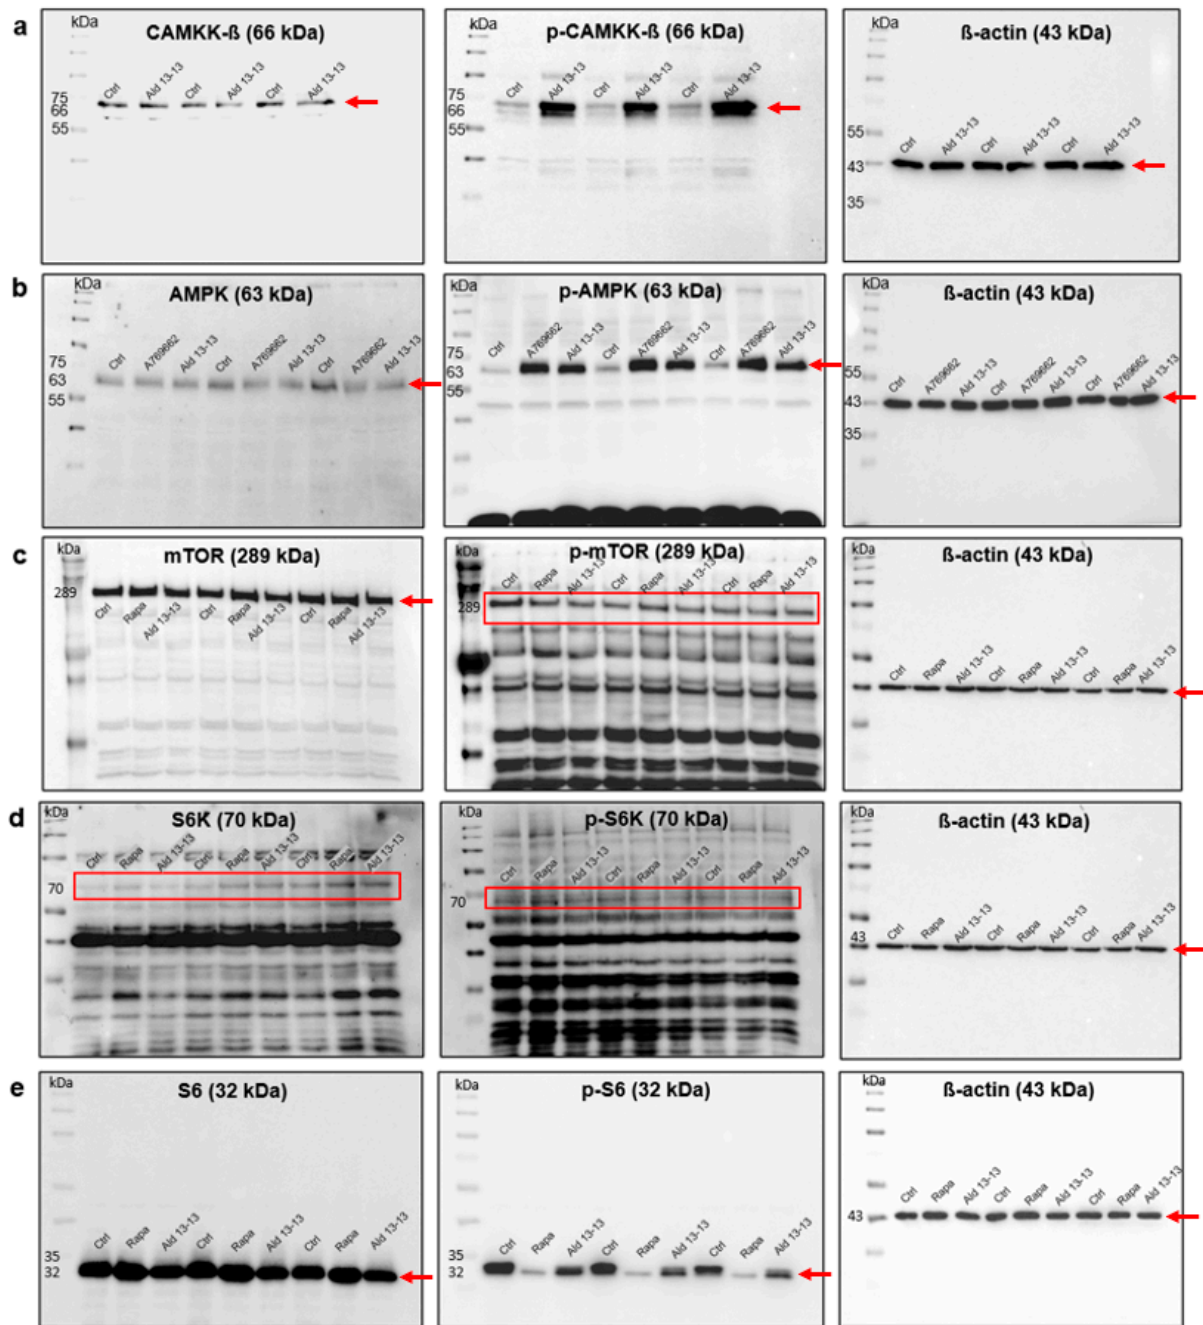 a
kDa
CAMKK-ß (66 kDa)
Ctrl Ald 13-13 Ctrl Ald 13-13 Ctrl Ald 13-13
75
66
55
kDa
p-CAMKK-ß (66 kDa)
Ctrl Ald 13-13 Ctrl Ald 13-13 Ctrl Ald 13-13
75
66
55
ß-actin (43 kDa)
Ctrl Ald 13-13 Ctrl Ald 13-13 Ctrl Ald 13-13
55
43
35
b
kDa
AMPK (63 kDa)
Ctrl A769662 Ald 13-13 Ctrl A769662 Ald 13-13 Ctrl A769662 Ald 13-13
75
63
55
kDa
p-AMPK (63 kDa)
Ctrl A769662 Ald 13-13 Ctrl A769662 Ald 13-13 Ctrl A769662 Ald 13-13
75
63
55
kDa
ß-actin (43 kDa)
Ctrl A769662 Ald 13-13 Ctrl A769662 Ald 13-13 Ctrl A769662 Ald 13-13
55
43
35
c
kDa
mTOR (289 kDa)
289
Ctrl Rapa Ald 13-13 Ctrl Rapa Ald 13-13 Ctrl Rapa Ald 13-13
kDa
p-mTOR (289 kDa)
Ctrl Rapa Ald 13-13 Ctrl Rapa Ald 13-13 Ctrl Rapa Ald 13-13
289
kDa
ß-actin (43 kDa)
Ctrl Rapa Ald 13-13 Ctrl Rapa Ald 13-13 Ctrl Rapa Ald 13-13
d
kDa
S6K (70 kDa)
Ctrl Rapa Ald 13-13 Ctrl Rapa Ald 13-13 Ctrl Rapa Ald 13-13
70
kDa
p-S6K (70 kDa)
Ctrl Rapa Ald 13-13 Ctrl Rapa Ald 13-13 Ctrl Rapa Ald 13-13
70
kDa
ß-actin (43 kDa)
Ctrl Rapa Ald 13-13 Ctrl Rapa Ald 13-13 Ctrl Rapa Ald 13-13
43
e
kDa
S6 (32 kDa)
Ctrl Rapa Ald 13-13 Ctrl Rapa Ald 13-13 Ctrl Rapa Ald 13-13
35
32
kDa
p-S6 (32 kDa)
Ctrl Rapa Ald 13-13 Ctrl Rapa Ald 13-13 Ctrl Rapa Ald 13-13
35
32
kDa
ß-actin (43 kDa)
Ctrl Rapa Ald 13-13 Ctrl Rapa Ald 13-13 Ctrl Rapa Ald 13-13
43